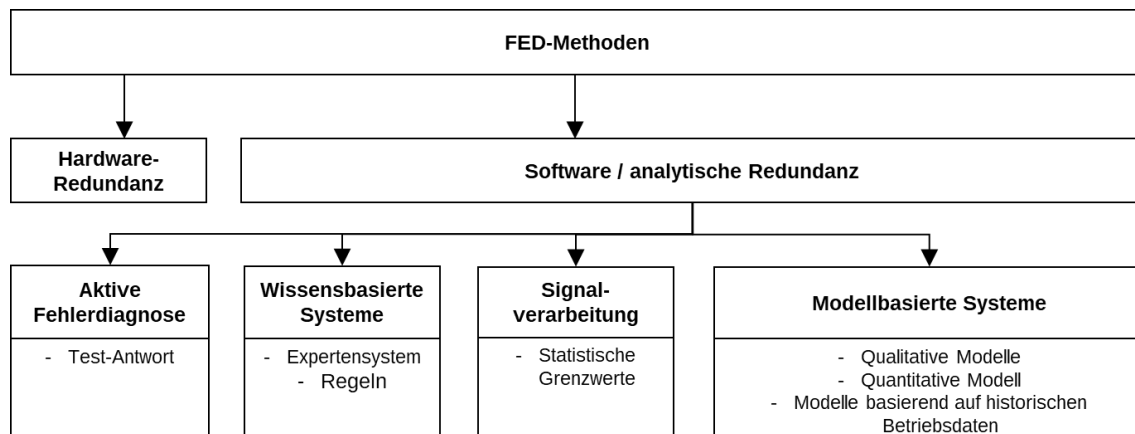 FED-Methoden
Hardware-
Redundanz
Software / analytische Redundanz
Aktive
Fehlerdiagnose
- Test-Antwort
Wissensbasierte
Systeme
- Expertensystem
- Regeln
Signal-
verarbeitung
- Statistische
Grenzwerte
Modellbasierte Systeme
- Qualitative Modelle
- Quantitative Modell
- Modelle basierend auf historischen
Betriebsdaten